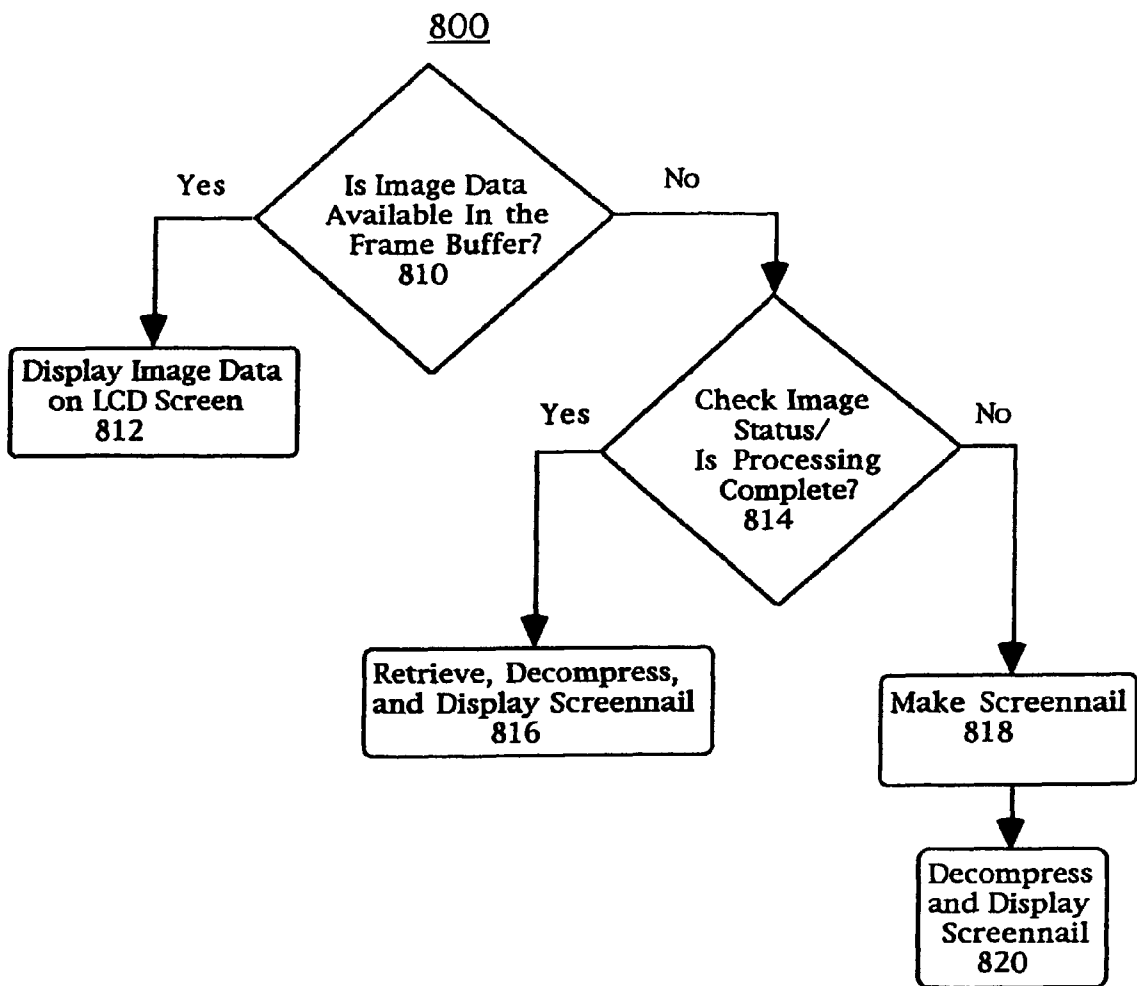 800
Yes
Is Image Data
Available In the
Frame Buffer?
810
No
Display Image Data
on LCD Screen
812
Yes
Check Image
Status/
Is Processing
Complete?
814
No
Retrieve, Decompress,
and Display Screennail
816
Make Screennail
818
Decompress
and Display
Screennail
820